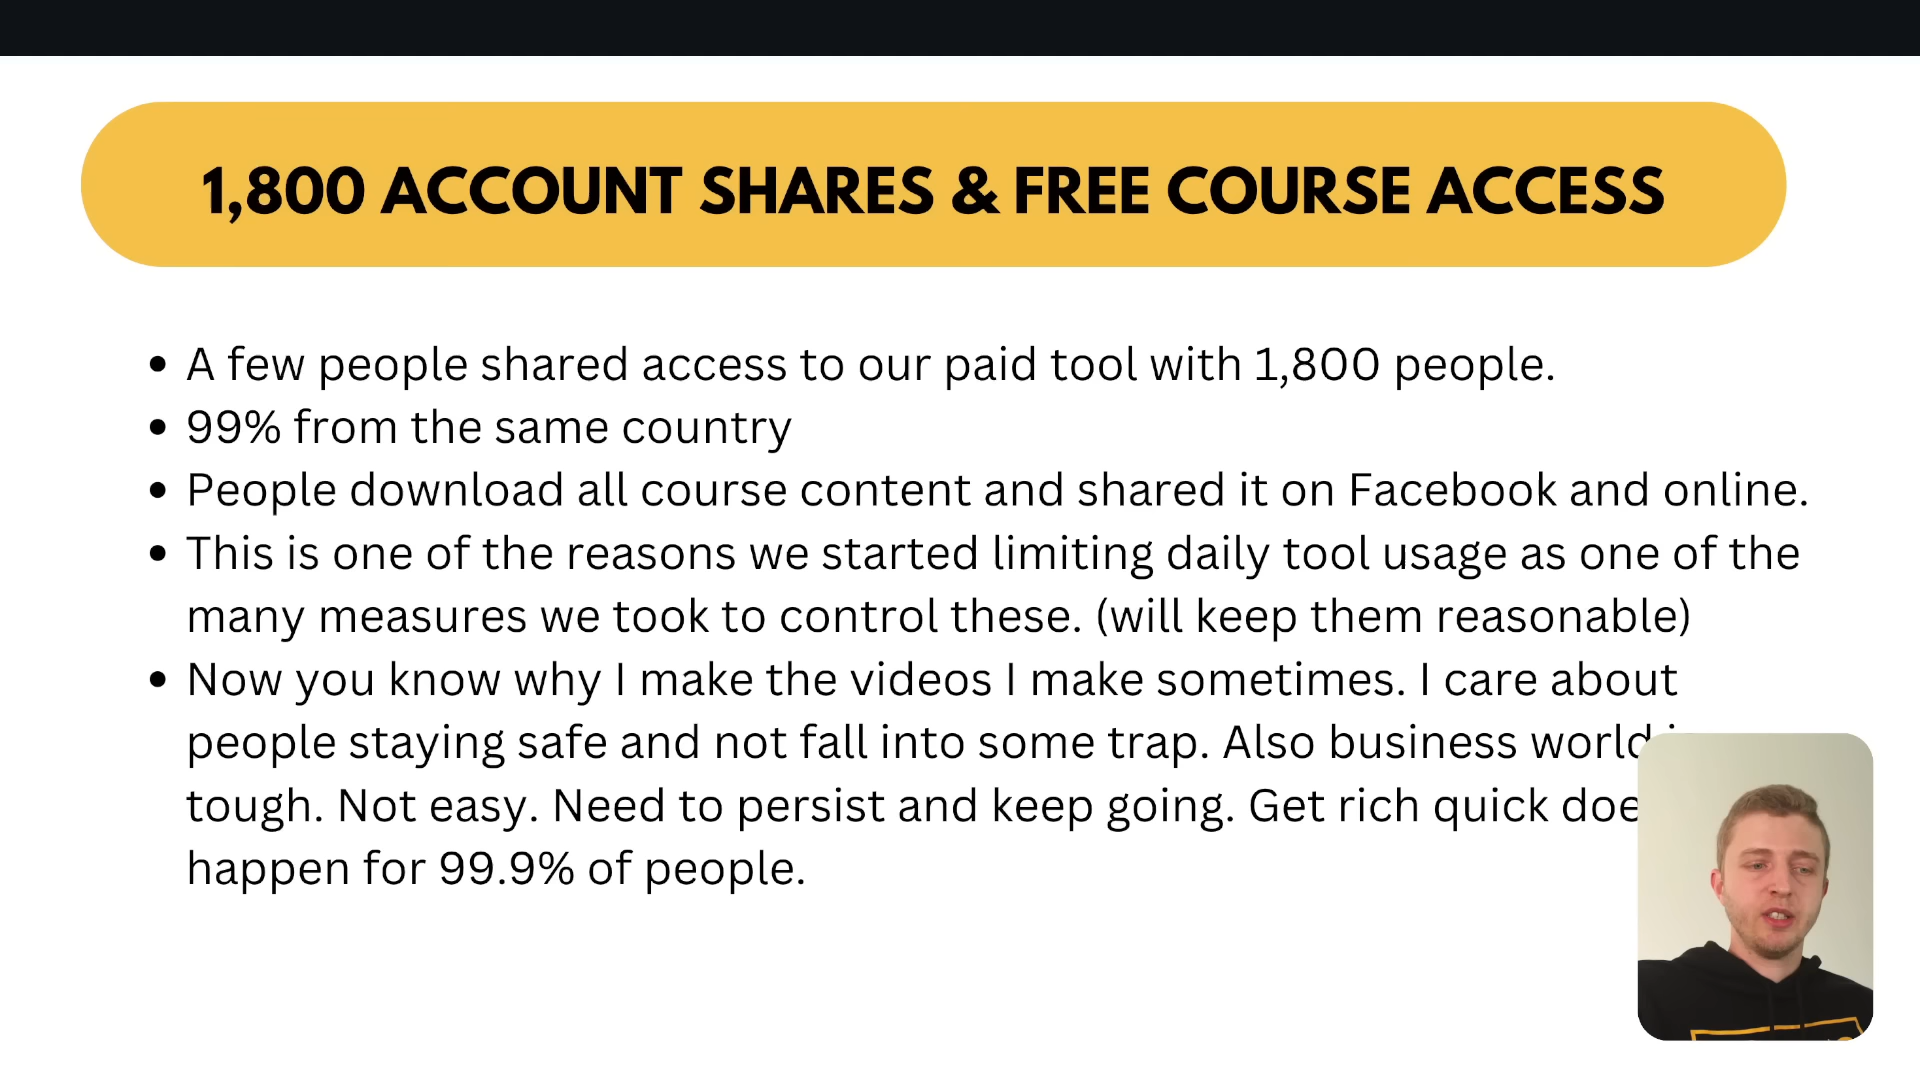 1,800 ACCOUNT SHARES & FREE COURSE ACCESS
• A few people shared access to our paid tool with 1,800 people.
• 99% from the same country
• People download all course content and shared it on Facebook and online.
• This is one of the reasons we started limiting daily tool usage as one of the
many measures we took to control these. (will keep them reasonable)
• Now you know why I make the videos I make sometimes. I care about
people staying safe and not fall into some trap. Also business world
tough. Not easy. Need to persist and keep going. Get rich quick
happen for 99.9% of people.